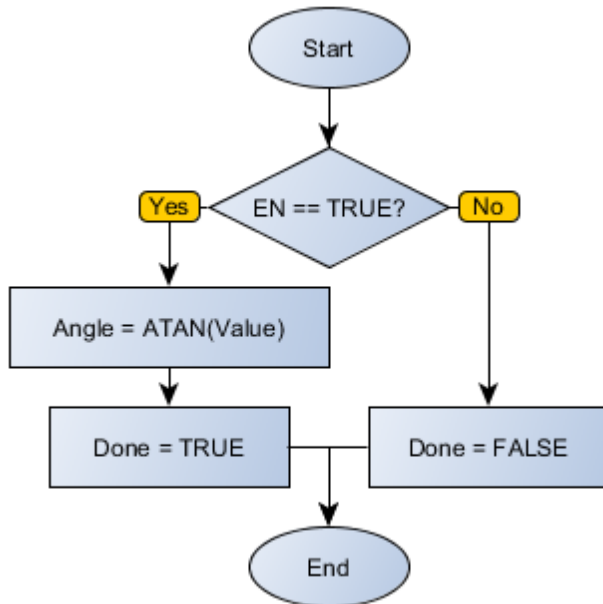 Start
EN == TRUE?
Yes
No
Angle = ATAN(Value)
Done = TRUE
Done = FALSE
End